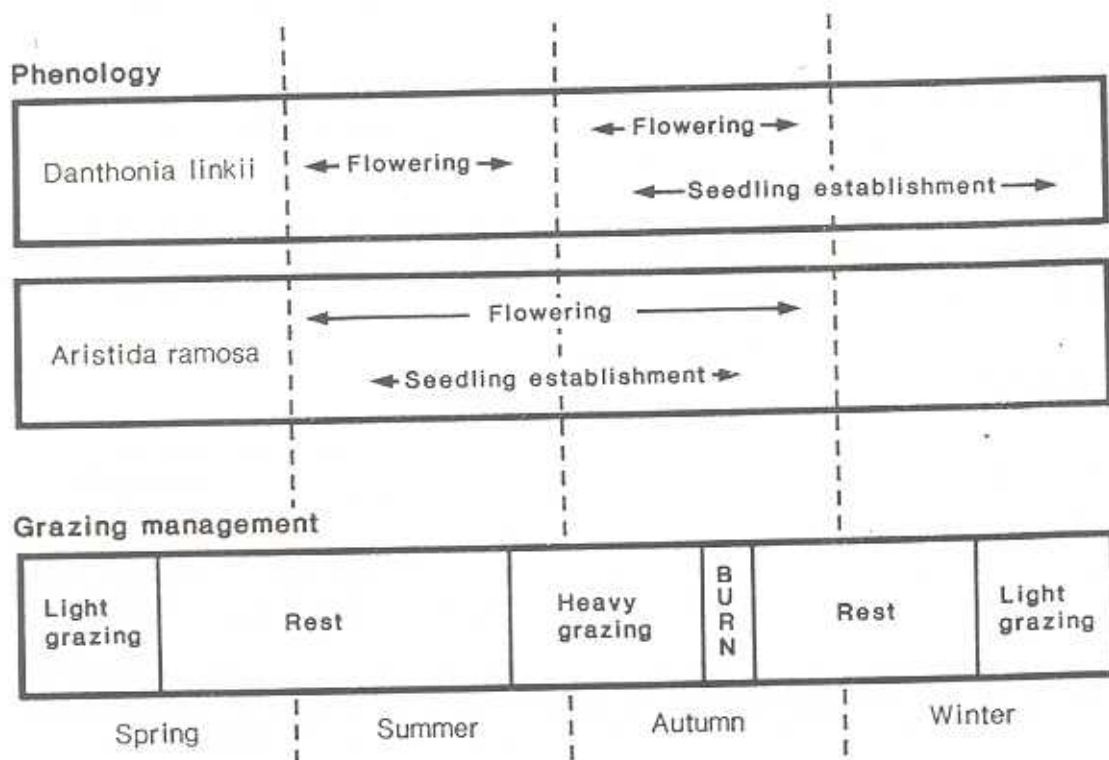 Phenology
Danthonia linkii
Flowering
Flowering
Seedling establishment
Aristida ramosa
Flowering
Seedling establishment
Grazing management
Light
grazing
Rest
Heavy
grazing
BURN
Rest
Light
grazing
Spring
Summer
Autumn
Winter